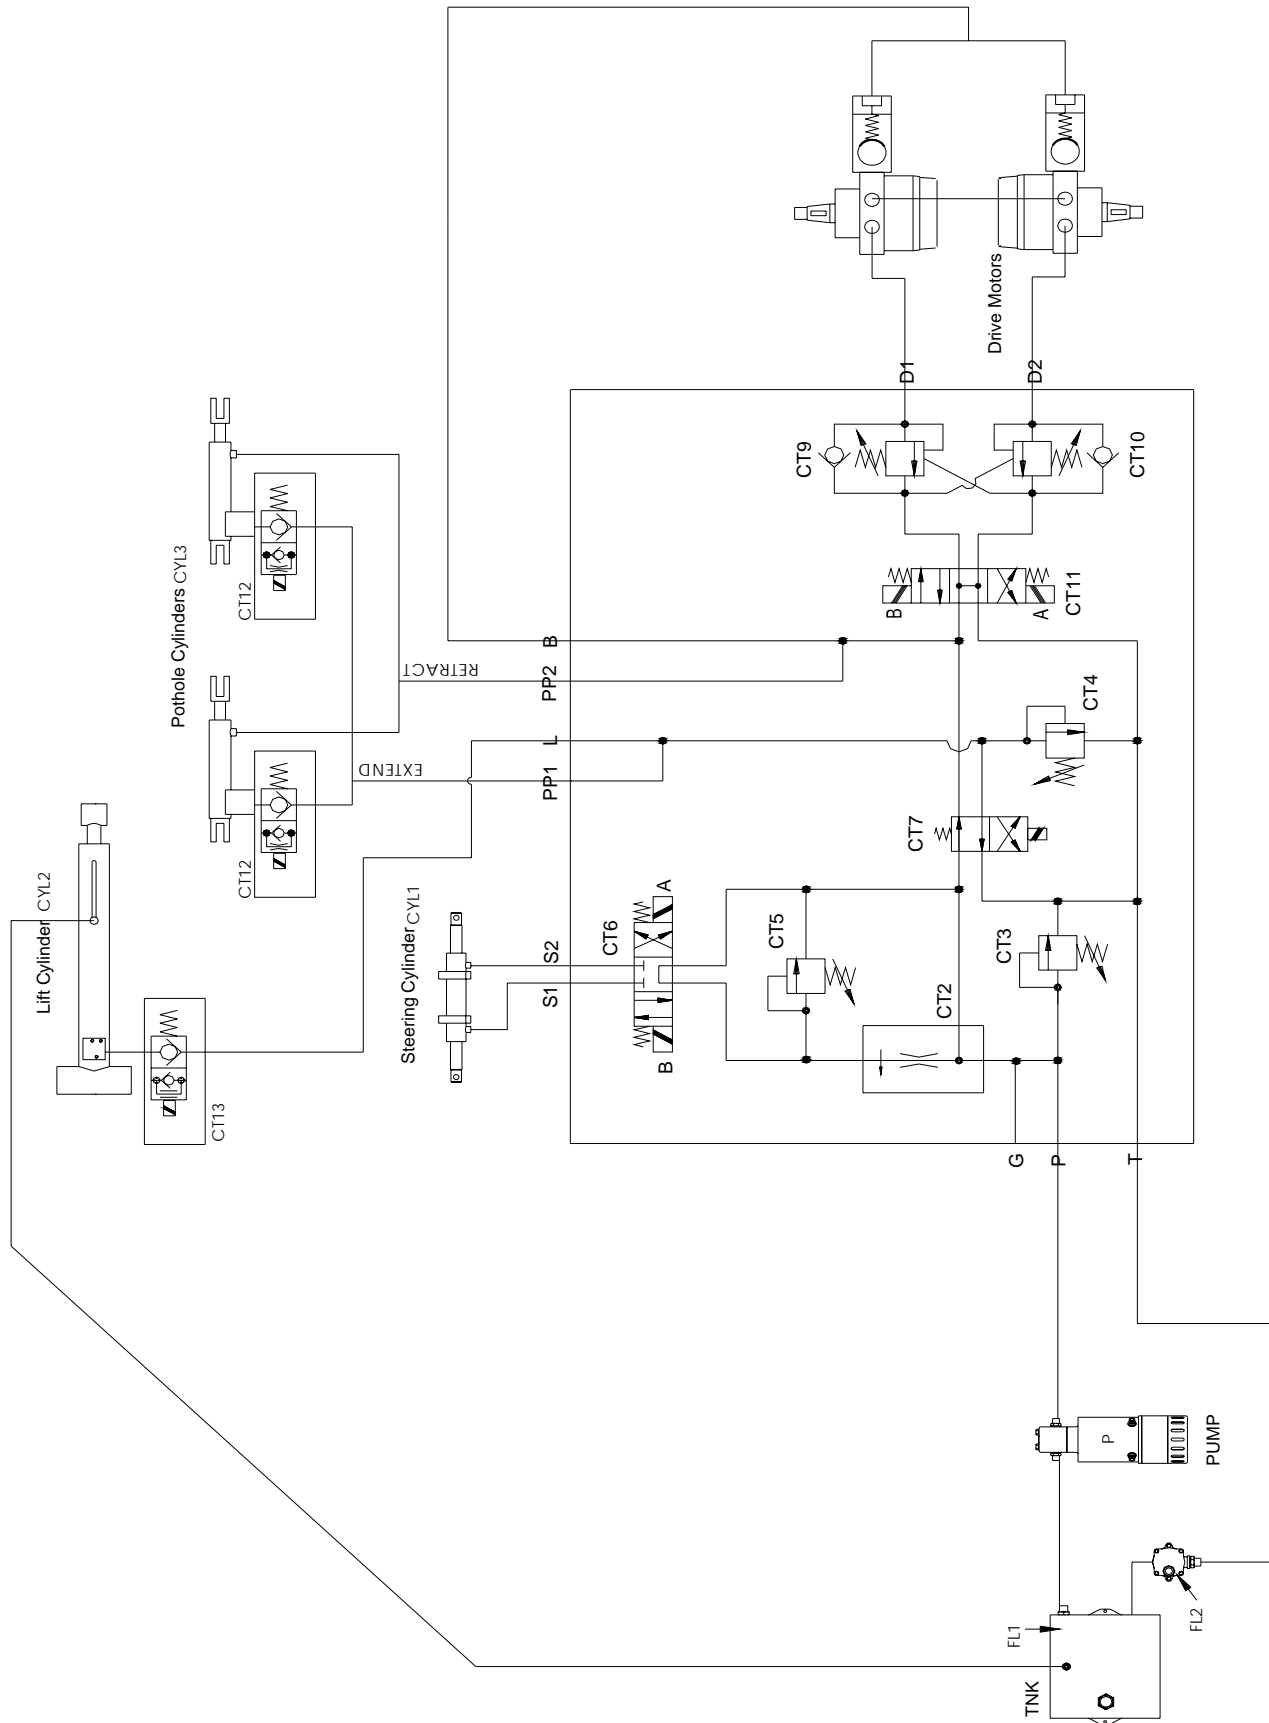 Drive Motors
D1
D2
CT9
CT10
Pothole Cylinders CYL3
CT12
CT12
RETRACT
EXTEND
B
PP2
L
PP1
B
A
CT11
CT4
CT7
Lift Cylinder CYL2
CT13
Steering Cylinder CYL1
S2
S1
A
CT6
B
CT5
CT2
CT3
G
P
T
P
PUMP
FL1
FL2
TNK